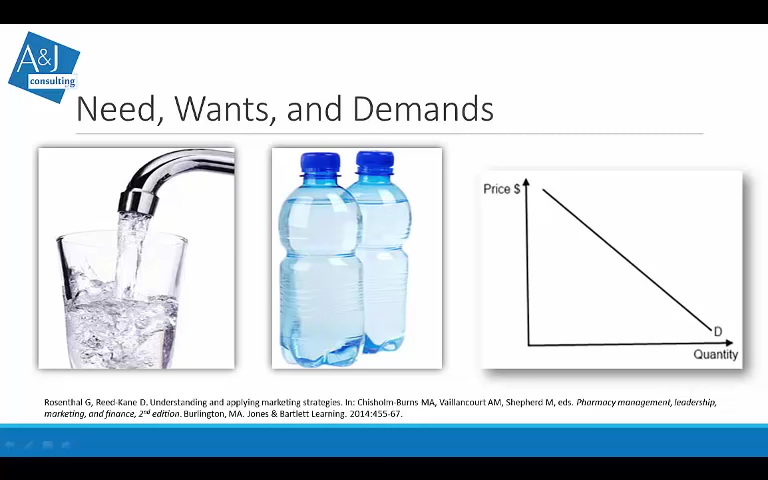 A&J
consulting
Need, Wants, and Demands
Price $
D
Quantity
Rosenthal G, Reed-Kane D. Understanding and applying marketing strategies. In: Chisholm-Burns MA, Vaillancourt AM, Shepherd M, eds. Pharmacy management, leadership,
marketing, and finance, 2nd edition. Burlington, MA. Jones & Bartlett Learning. 2014:455-67.